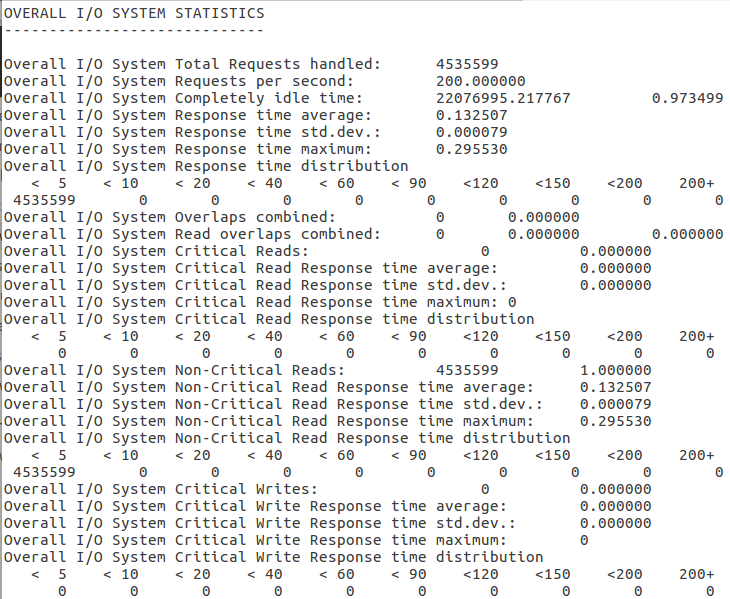 OVERALL I/O SYSTEM STATISTICS
-----------------------------
Overall I/O System Total Requests handled:      4535599
Overall I/O System Requests per second:         200.000000
Overall I/O System Completely idle time:        22076995.217767         0.973499
Overall I/O System Response time average:       0.132507
Overall I/O System Response time std.dev.:      0.000079
Overall I/O System Response time maximum:       0.295530
Overall I/O System Response time distribution
   <  5    < 10    < 20    < 40    < 60    < 90    <120    <150    <200    200+
 4535599       0       0       0       0       0       0       0       0       0
Overall I/O System Overlaps combined:           0       0.000000
Overall I/O System Read overlaps combined:      0       0.000000        0.000000
Overall I/O System Critical Reads:                   0          0.000000
Overall I/O System Critical Read Response time average:         0.000000
Overall I/O System Critical Read Response time std.dev.:        0.000000
Overall I/O System Critical Read Response time maximum: 0
Overall I/O System Critical Read Response time distribution
   <  5    < 10    < 20    < 40    < 60    < 90    <120    <150    <200    200+
      0       0       0       0       0       0       0       0       0       0
Overall I/O System Non-Critical Reads:          4535599         1.000000
Overall I/O System Non-Critical Read Response time average:     0.132507
Overall I/O System Non-Critical Read Response time std.dev.:    0.000079
Overall I/O System Non-Critical Read Response time maximum:     0.295530
Overall I/O System Non-Critical Read Response time distribution
   <  5    < 10    < 20    < 40    < 60    < 90    <120    <150    <200    200+
 4535599       0       0       0       0       0       0       0       0       0
Overall I/O System Critical Writes:                  0          0.000000
Overall I/O System Critical Write Response time average:        0.000000
Overall I/O System Critical Write Response time std.dev.:       0.000000
Overall I/O System Critical Write Response time maximum:        0
Overall I/O System Critical Write Response time distribution
   <  5    < 10    < 20    < 40    < 60    < 90    <120    <150    <200    200+
      0       0       0       0       0       0       0       0       0       0